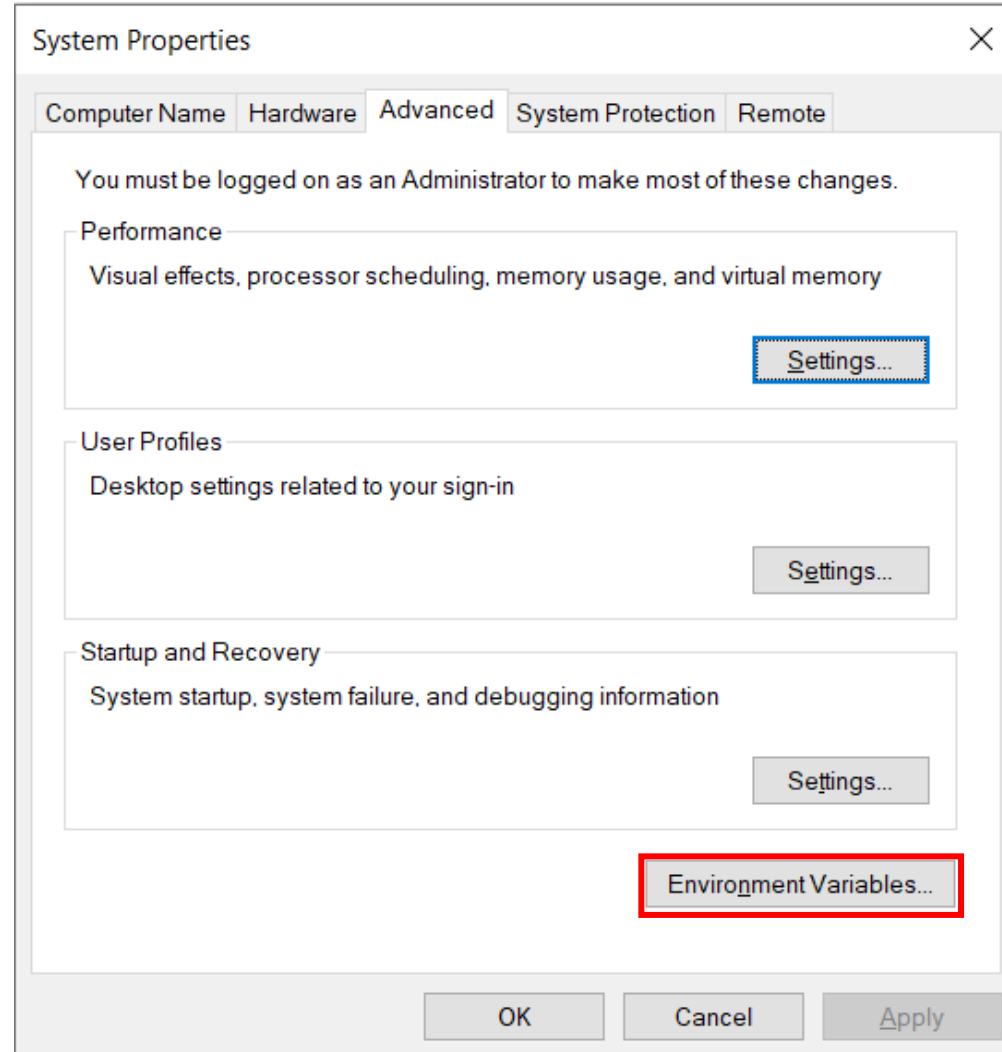 System Properties
Computer Name Hardware Advanced System Protection Remote
You must be logged on as an Administrator to make most of these changes.
Performance
Visual effects, processor scheduling, memory usage, and virtual memory
Settings...
User Profiles
Desktop settings related to your sign-in
Settings...
Startup and Recovery
System startup, system failure, and debugging information
Settings...
Environment Variables...
OK Cancel Apply